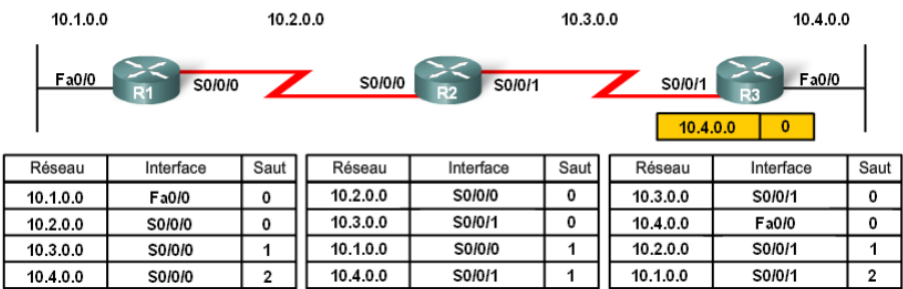 10.1.0.0 10.2.0.0 10.3.0.0 10.4.0.0
Fa0/0 R1 S0/0/0 S0/0/0 R2 S0/0/1 S0/0/1 R3 Fa0/0
10.4.0.0 0
Réseau Interface Saut Réseau Interface Saut Réseau Interface Saut
10.1.0.0 Fa0/0 0 10.2.0.0 S0/0/0 0 10.3.0.0 S0/0/1 0
10.2.0.0 S0/0/0 0 10.3.0.0 S0/0/1 0 10.4.0.0 Fa0/0 0
10.3.0.0 S0/0/0 1 10.1.0.0 S0/0/0 1 10.2.0.0 S0/0/1 1
10.4.0.0 S0/0/0 2 10.4.0.0 S0/0/1 1 10.1.0.0 S0/0/1 2